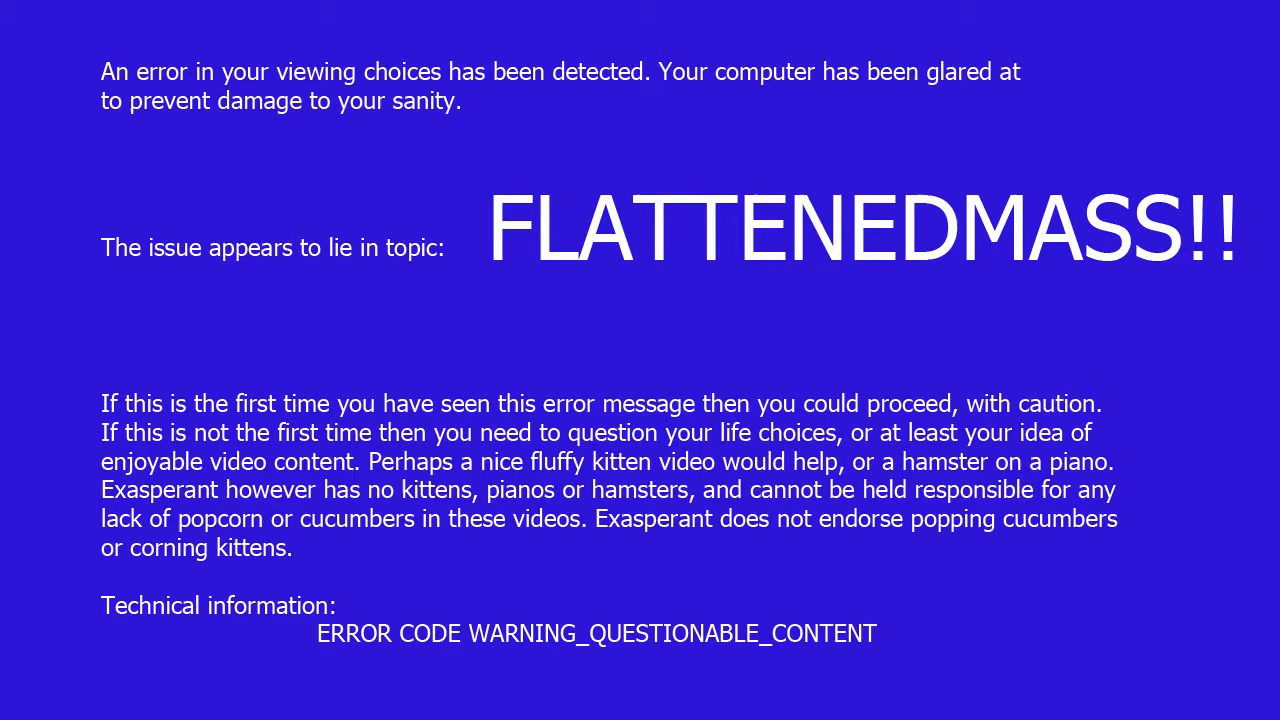 An error in your viewing choices has been detected. Your computer has been glared at
to prevent damage to your sanity.
The issue appears to lie in topic: FLATTENEDMASS!!
If this is the first time you have seen this error message then you could proceed, with caution.
If this is not the first time then you need to question your life choices, or at least your idea of
enjoyable video content. Perhaps a nice fluffy kitten video would help, or a hamster on a piano.
Exasperant however has no kittens, pianos or hamsters, and cannot be held responsible for any
lack of popcorn or cucumbers in these videos. Exasperant does not endorse popping cucumbers
or corning kittens.
Technical information:
ERROR CODE WARNING_QUESTIONABLE_CONTENT